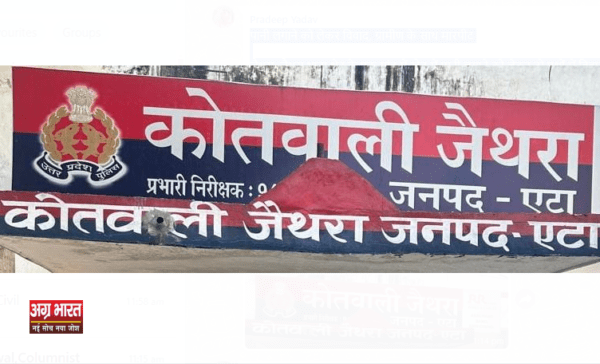 कोतवाली जैथरा
उत्तर प्रदेश पुलिस
प्रभारी निरीक्षक :
जनपद - एटा
कोतवाली जैथरा जनपद-एटा
अग्र भारत
नई सोच नया जोश